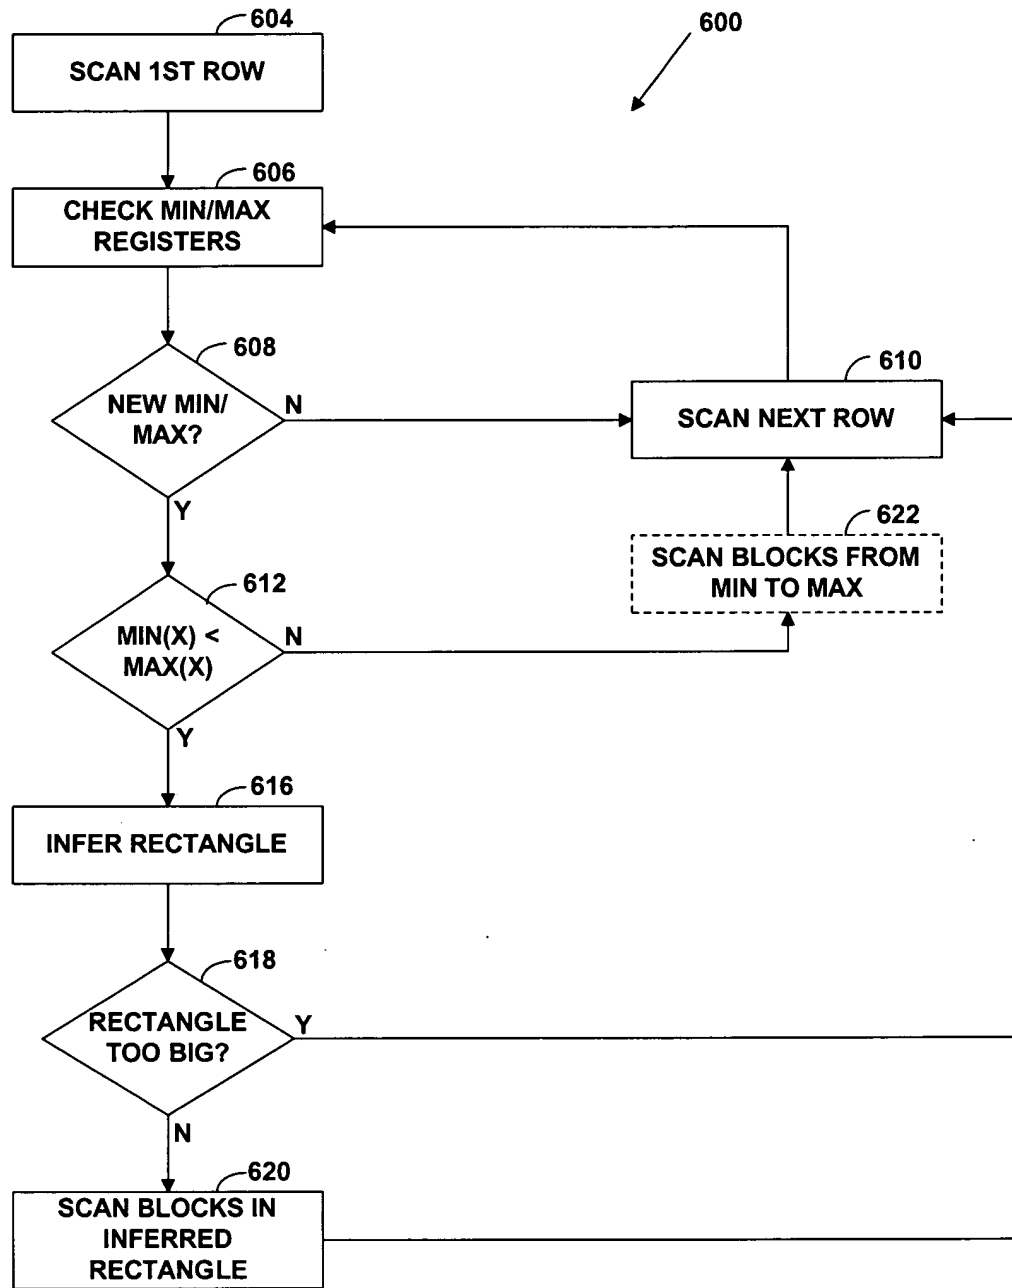 604
600
SCAN 1ST ROW
606
CHECK MIN/MAX
REGISTERS
608
NEW MIN/
MAX?
N
Y
610
SCAN NEXT ROW
622
SCAN BLOCKS FROM
MIN TO MAX
612
MIN(X) <
MAX(X)
N
Y
616
INFER RECTANGLE
618
RECTANGLE
TOO BIG?
Y
N
620
SCAN BLOCKS IN
INFERRED
RECTANGLE